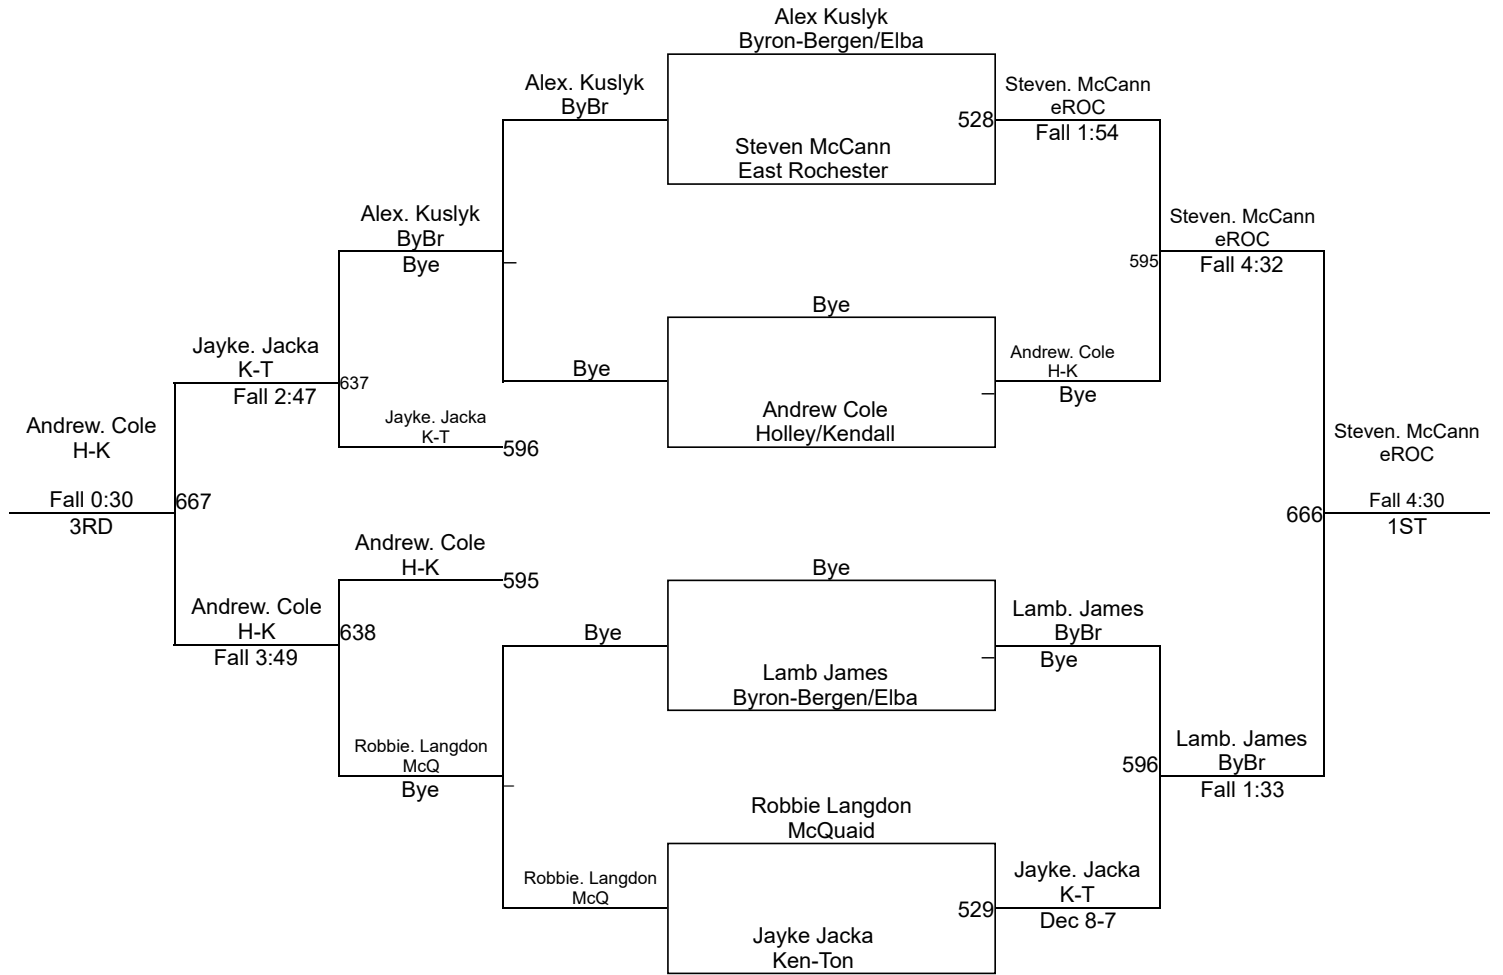 Alex Kuslyk
Byron-Bergen/Elba
Alex. Kuslyk
ByBr
Steven. McCann
eROC
528
Fall 1:54
Steven McCann
East Rochester
Alex. Kuslyk
ByBr
Bye
Steven. McCann
eROC
595
Fall 4:32
Bye
Jayke. Jacka
K-T
637
Fall 2:47
Bye
Andrew. Cole
H-K
Bye
Andrew Cole
Holley/Kendall
Jayke. Jacka
K-T
596
Andrew. Cole
H-K
Fall 0:30
667
3RD
Steven. McCann
eROC
Fall 4:30
666
1ST
Andrew. Cole
H-K
595
Bye
Andrew. Cole
H-K
638
Fall 3:49
Bye
Lamb. James
ByBr
Bye
Lamb James
Byron-Bergen/Elba
Robbie. Langdon
McQ
Bye
Lamb. James
ByBr
596
Fall 1:33
Robbie Langdon
McQuaid
Robbie. Langdon
McQ
Jayke. Jacka
K-T
529
Dec 8-7
Jayke Jacka
Ken-Ton